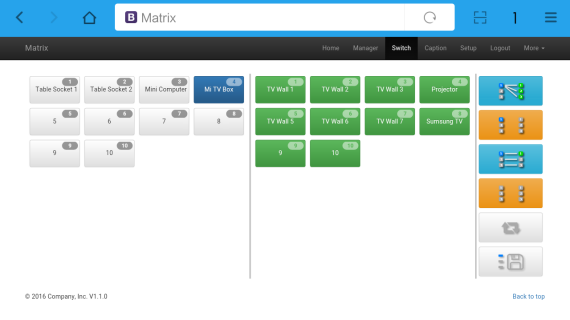 B Matrix 1
Matrix Home Manager Switch Caption Setup Logout More
1 Table Socket 1
2 Table Socket 2
3 Mini Computer
4 Mi TV Box
1 TV Wall 1
2 TV Wall 2
3 TV Wall 3
4 Projector
5 5
6 6
7 7
8 8
5 TV Wall 5
6 TV Wall 6
7 TV Wall 7
8 Sumsung TV
9 9
10 10
9 9
10 10
© 2016 Company, Inc. V1.1.0 Back to top